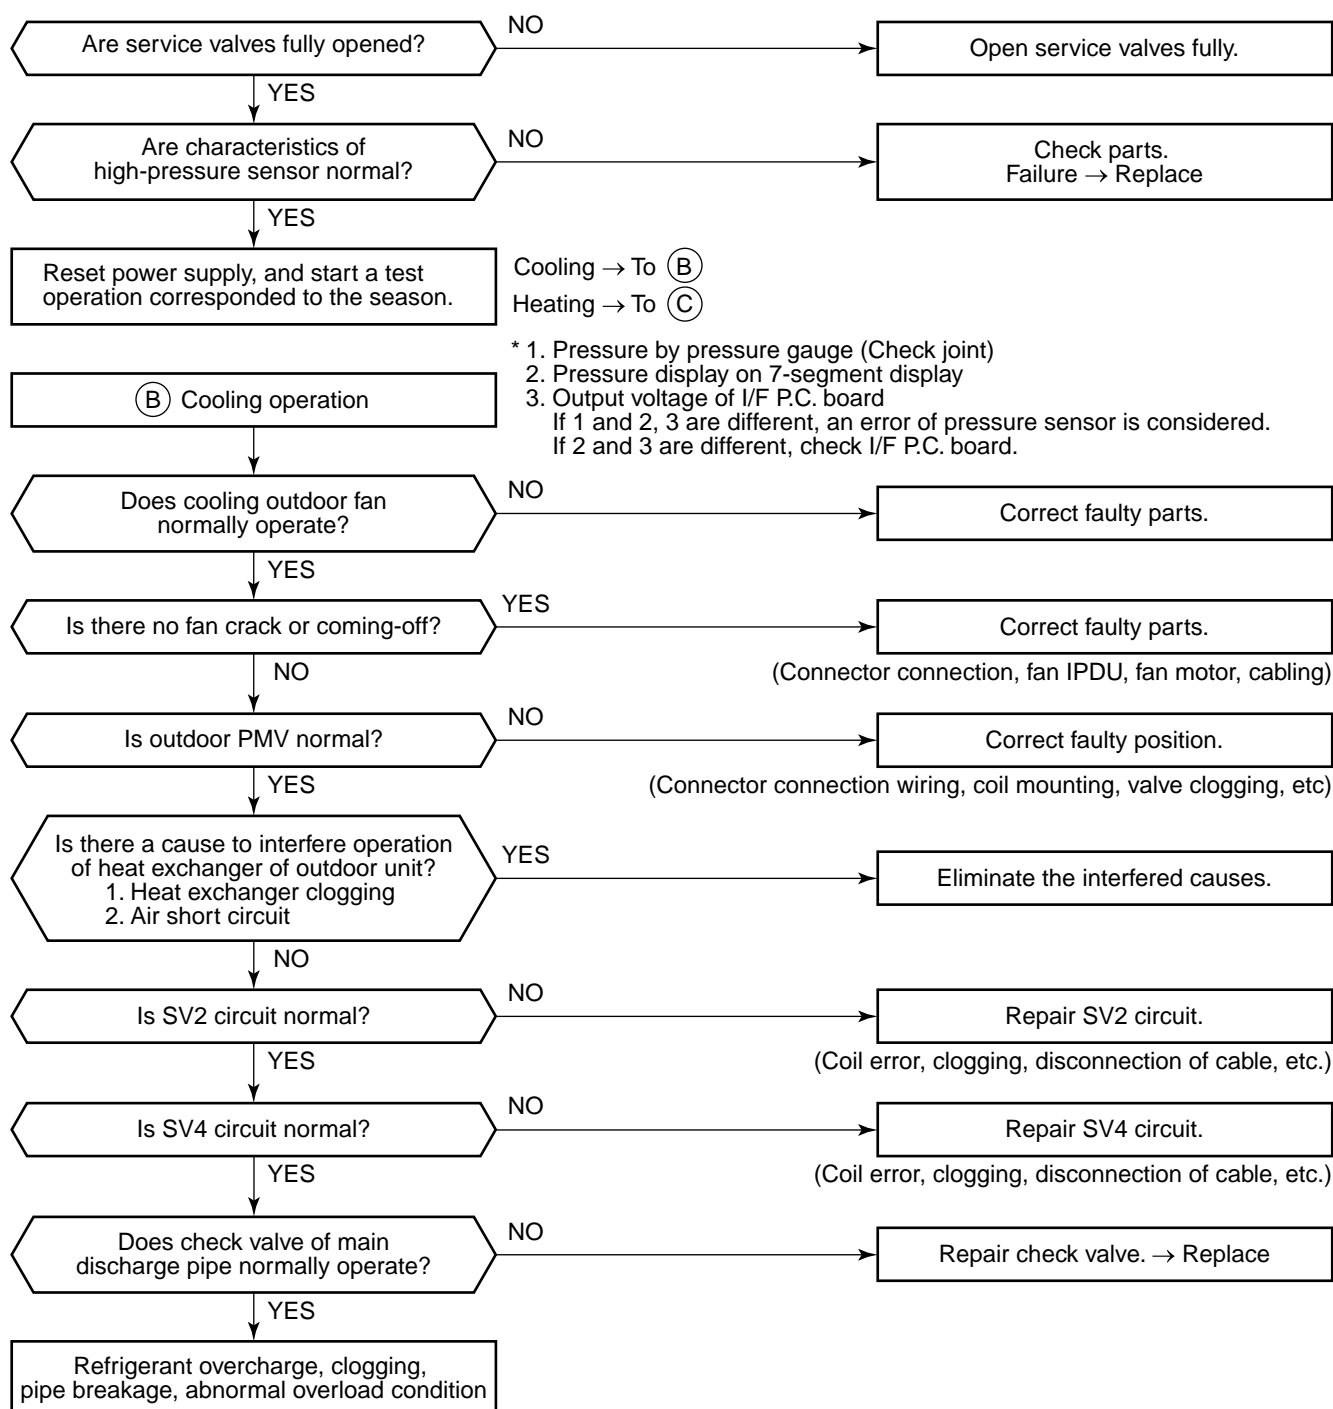 Are service valves fully opened?
NO
Open service valves fully.
YES
Are characteristics of
high-pressure sensor normal?
NO
Check parts.
Failure → Replace
YES
Reset power supply, and start a test
operation corresponded to the season.
Cooling → To B
Heating → To C
* 1. Pressure by pressure gauge (Check joint)
2. Pressure display on 7-segment display
3. Output voltage of I/F P.C. board
If 1 and 2, 3 are different, an error of pressure sensor is considered.
If 2 and 3 are different, check I/F P.C. board.
B Cooling operation
Does cooling outdoor fan
normally operate?
NO
Correct faulty parts.
YES
Is there no fan crack or coming-off?
YES
Correct faulty parts.
(Connector connection, fan IPDU, fan motor, cabling)
NO
Is outdoor PMV normal?
NO
Correct faulty position.
(Connector connection wiring, coil mounting, valve clogging, etc)
YES
Is there a cause to interfere operation
of heat exchanger of outdoor unit?
1. Heat exchanger clogging
2. Air short circuit
YES
Eliminate the interfered causes.
NO
Is SV2 circuit normal?
NO
Repair SV2 circuit.
(Coil error, clogging, disconnection of cable, etc.)
YES
Is SV4 circuit normal?
NO
Repair SV4 circuit.
(Coil error, clogging, disconnection of cable, etc.)
YES
Does check valve of main
discharge pipe normally operate?
NO
Repair check valve. → Replace
YES
Refrigerant overcharge, clogging,
pipe breakage, abnormal overload condition